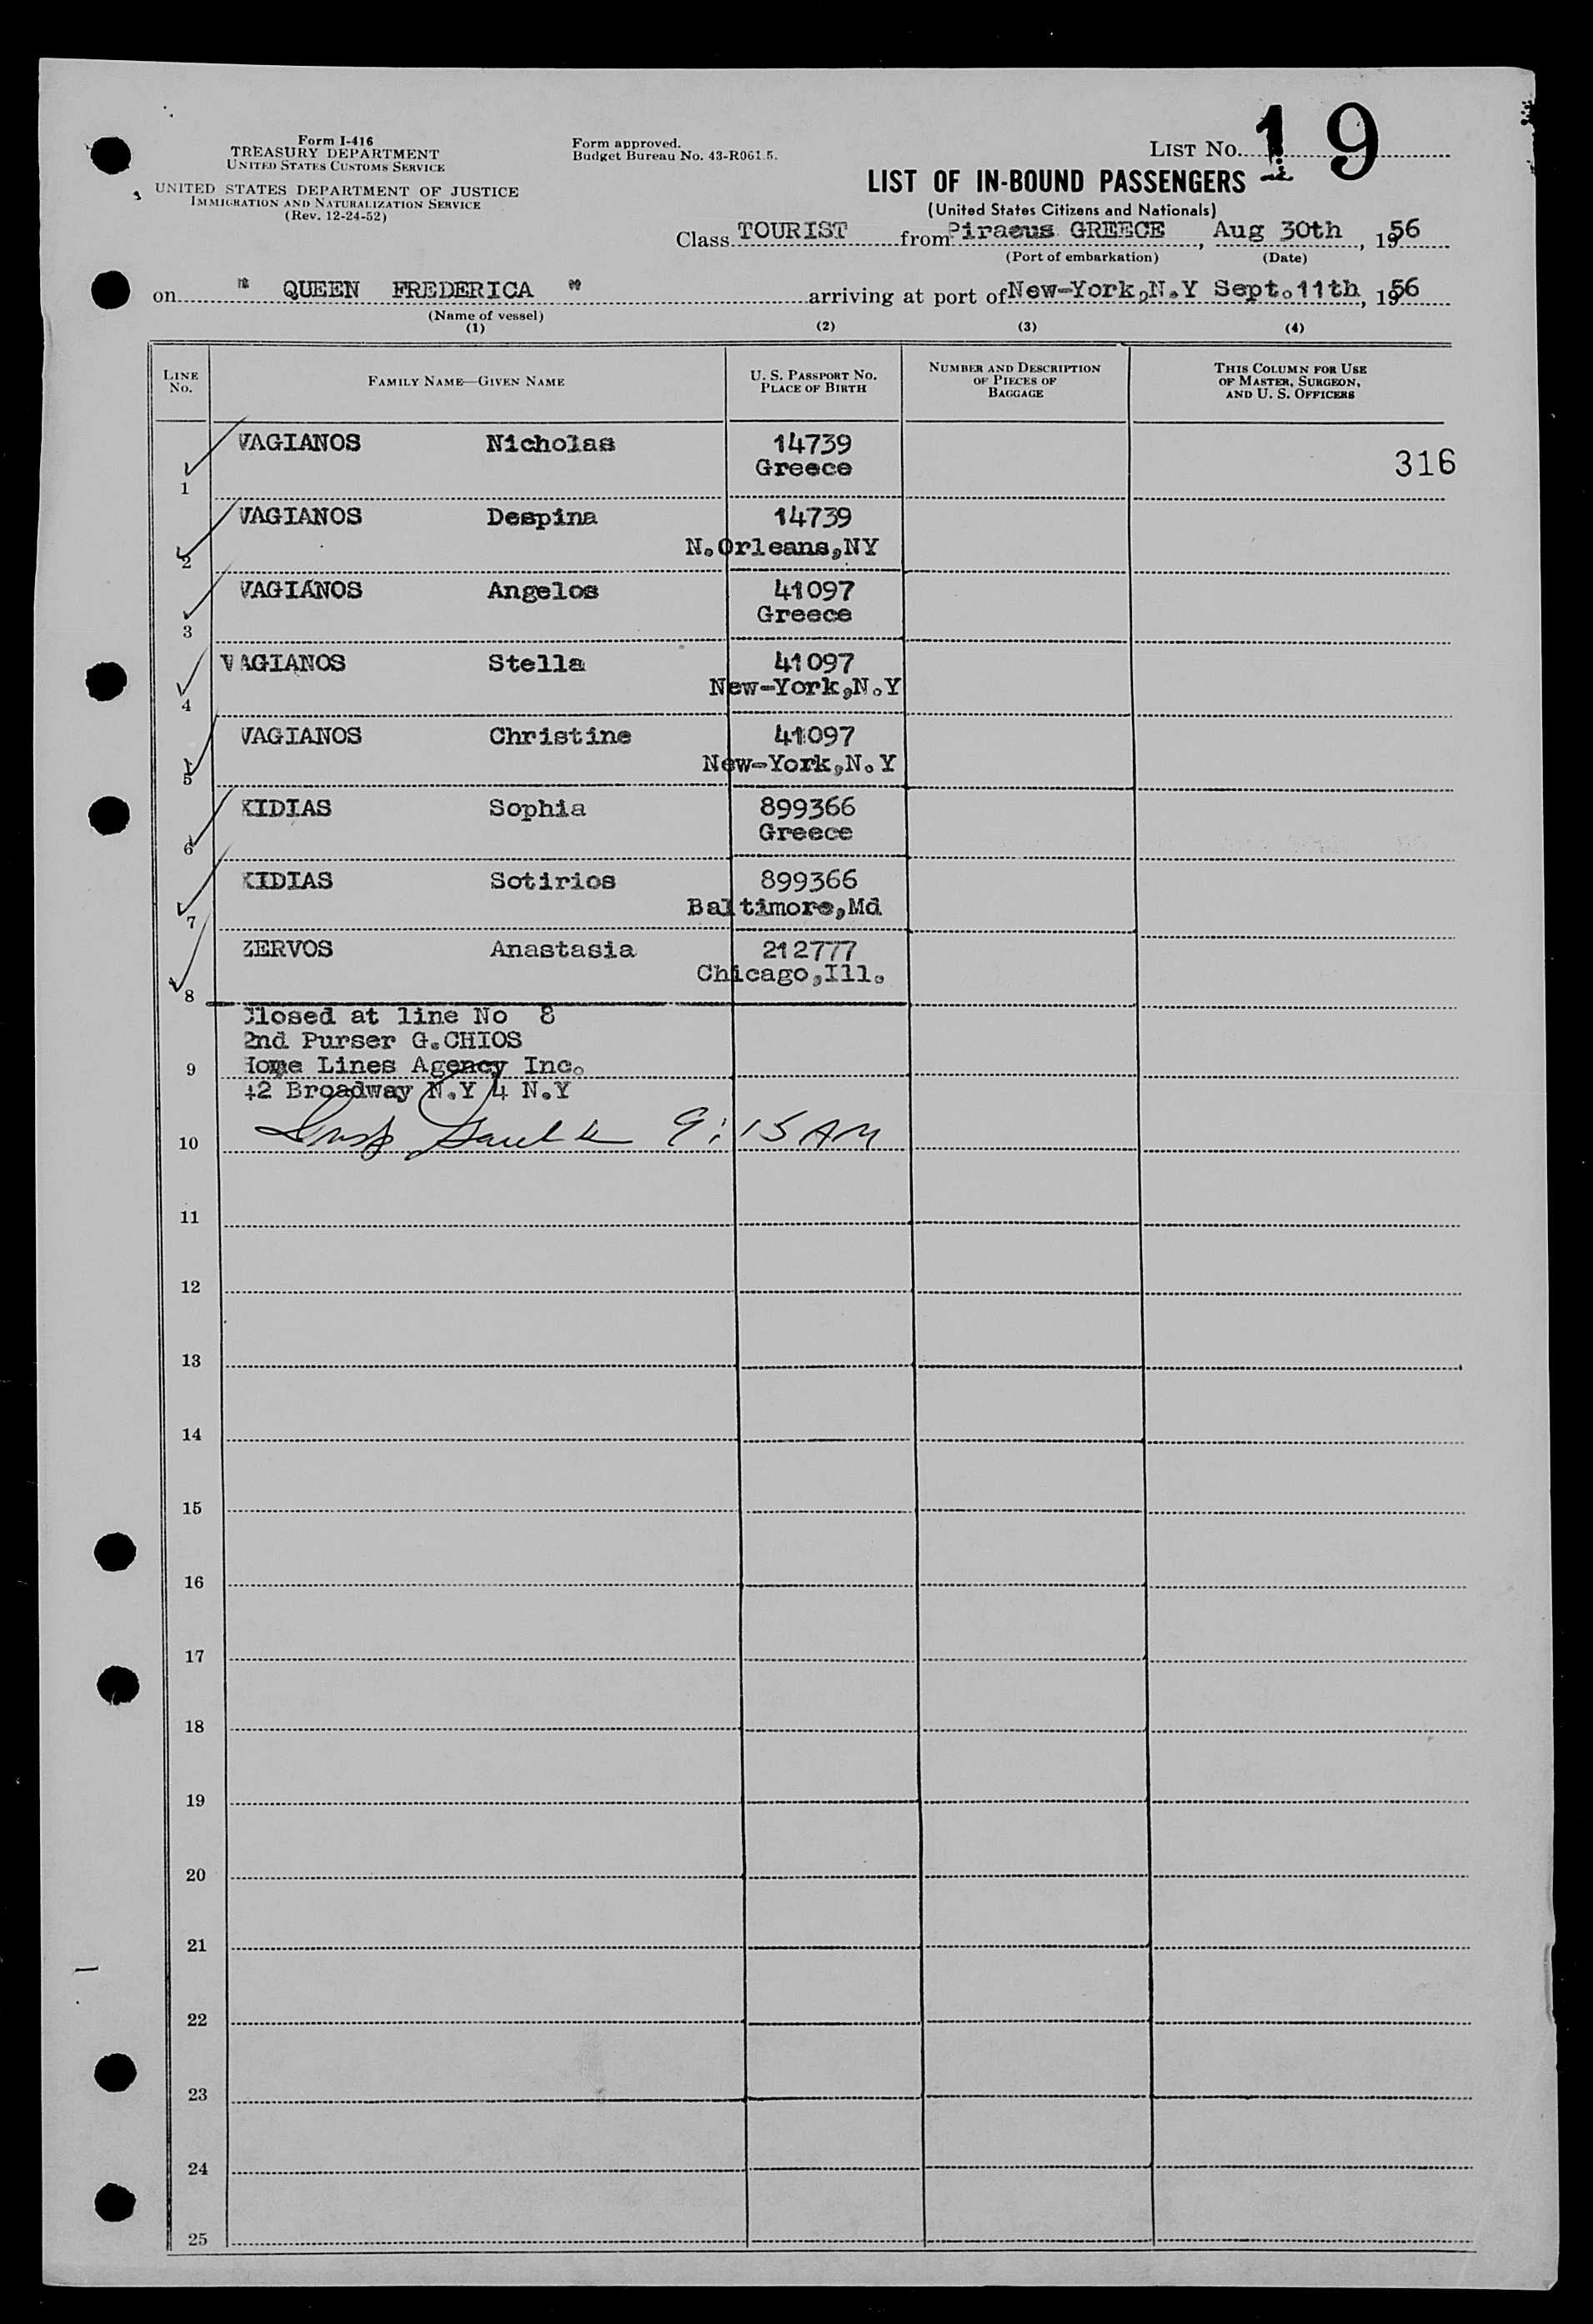 Form I-416
TREASURY DEPARTMENT
UNITED STATES CUSTOMS SERVICE
UNITED STATES DEPARTMENT OF JUSTICE
IMMIGRATION AND NATURALIZATION SERVICE
(Rev. 12-24-52)
Form approved.
Budget Bureau No. 43-R061.5.
LIST No. 19
LIST OF IN-BOUND PASSENGERS
(United States Citizens and Nationals)
Class TOURIST from Piraeus GREECE, Aug 30th, 1956
(Port of embarkation) (Date)
on " QUEEN FREDERICA " arriving at port of New-York,N.Y Sept.11th, 1956
(Name of vessel)
(1) (2) (3) (4)
LINE No. FAMILY NAME—GIVEN NAME U. S. PASSPORT No. PLACE OF BIRTH NUMBER AND DESCRIPTION OF PIECES OF BAGGAGE THIS COLUMN FOR USE OF MASTER, SURGEON, AND U. S. OFFICERS
1 VAGIANOS Nicholas 14739 316
Greece
2 VAGIANOS Despina 14739
N.Orleans,NY
3 VAGIANOS Angelos 41097
Greece
4 VAGIANOS Stella 41097
New-York,N.Y
5 VAGIANOS Christine 41097
New-York,N.Y
6 KIDIAS Sophia 899366
Greece
7 KIDIAS Sotirios 899366
Baltimore,Md
8 ZERVOS Anastasia 212777
Chicago,Ill.
Closed at line No 8
2nd Purser G.CHIOS
9 Home Lines Agency Inc.
42 Broadway N.Y 4 N.Y
10 Insp 9:15 AM
11
12
13
14
15
16
17
18
19
20
21
22
23
24
25